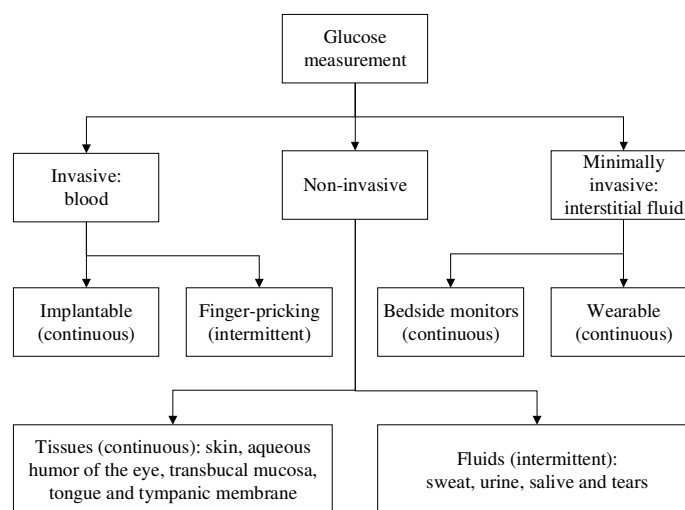 Glucose
measurement
Invasive:
blood
Non-invasive
Minimally
invasive:
interstitial fluid
Implantable
(continuous)
Finger-pricking
(intermittent)
Bedside monitors
(continuous)
Wearable
(continuous)
Tissues (continuous): skin, aqueous
humor of the eye, transbucal mucosa,
tongue and tympanic membrane
Fluids (intermittent):
sweat, urine, salive and tears